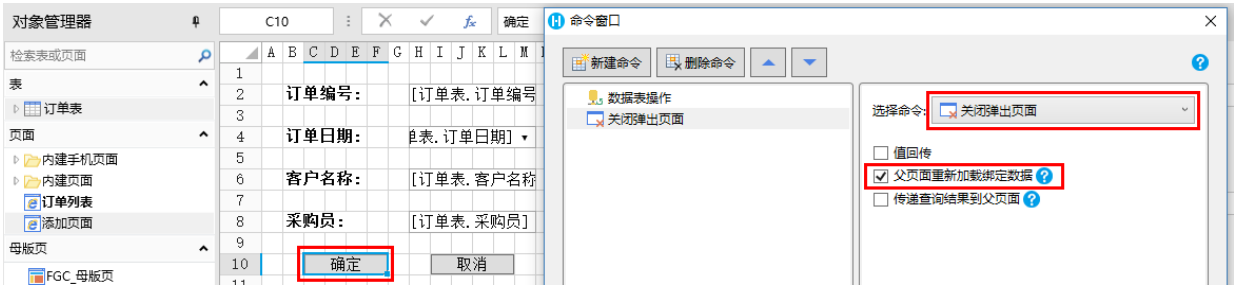 对象管理器
检索表或页面
表
订单表
页面
内建手机页面
内建页面
订单列表
添加页面
母版页
FGC_母版页
C10
fx
确定
A B C D E F G H I J K L M
1
2 订单编号： [订单表.订单编号
3
4 订单日期： 单表.订单日期]
5
6 客户名称： [订单表.客户名称
7
8 采购员： [订单表.采购员]
9
10 确定 取消
11
命令窗口
新建命令 删除命令
数据表操作
关闭弹出页面
选择命令: 关闭弹出页面
值回传
父页面重新加载绑定数据
传递查询结果到父页面